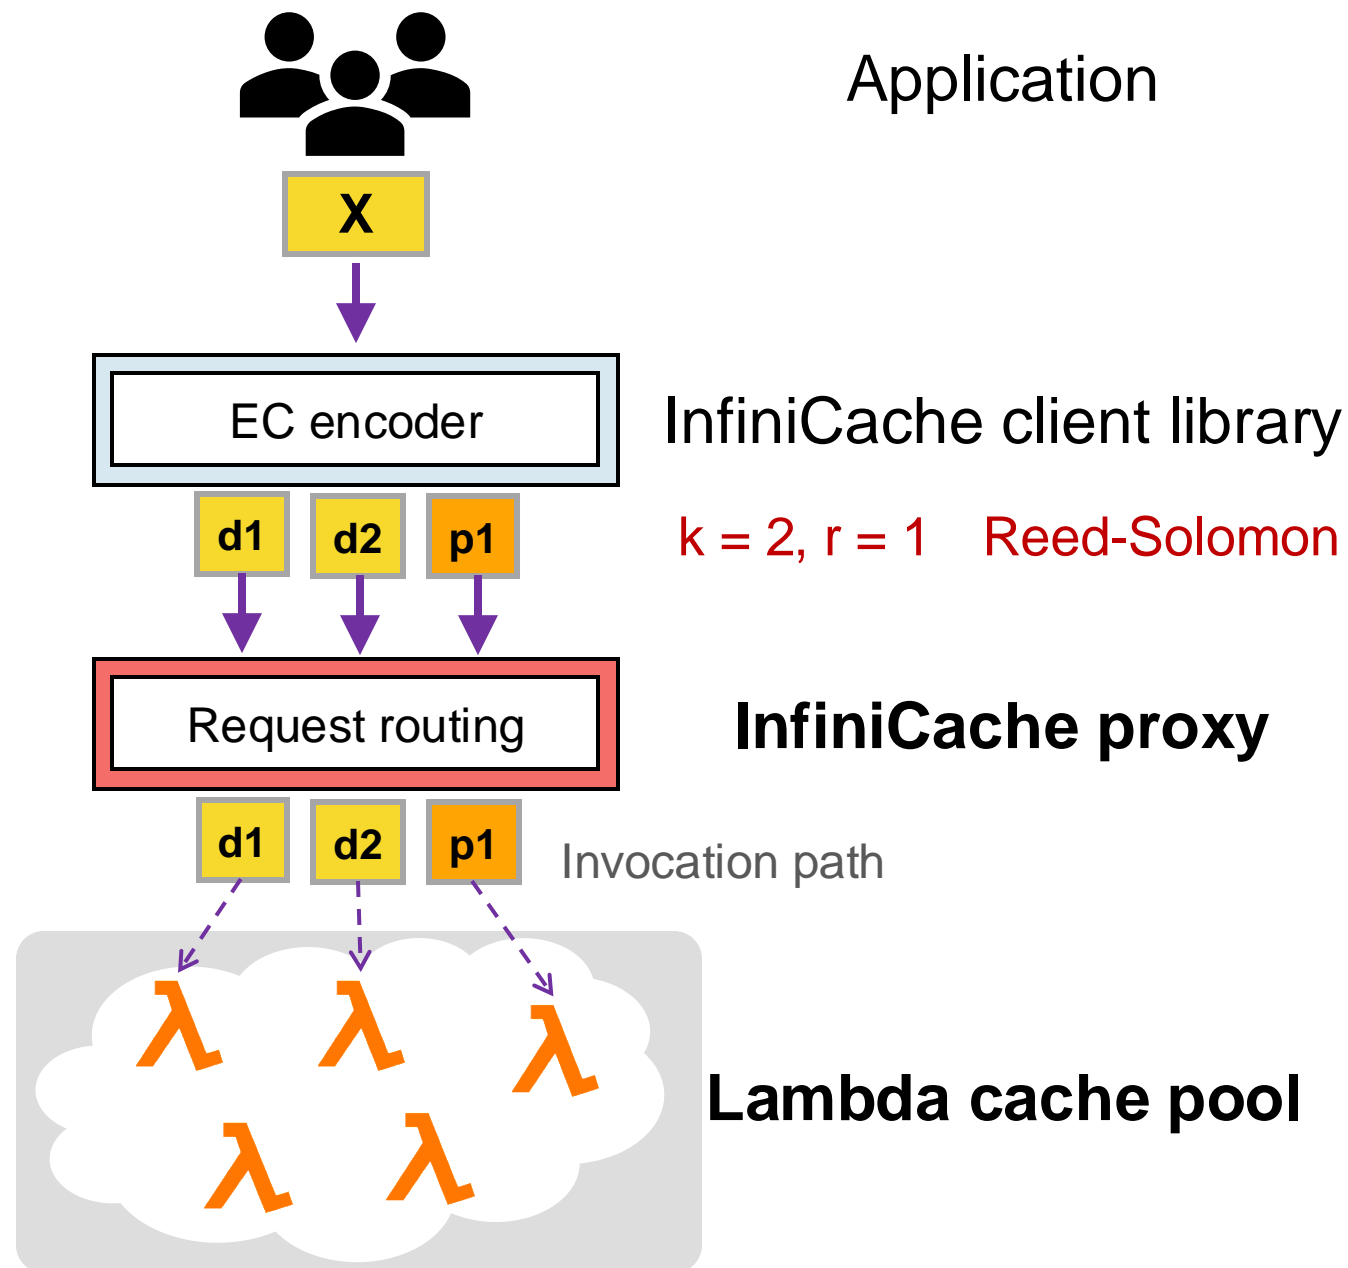 Application
X
EC encoder
InfiniCache client library
d1 d2 p1
k = 2, r = 1 Reed-Solomon
Request routing
InfiniCache proxy
d1 d2 p1
Invocation path
λ λ λ
Lambda cache pool
λ λ